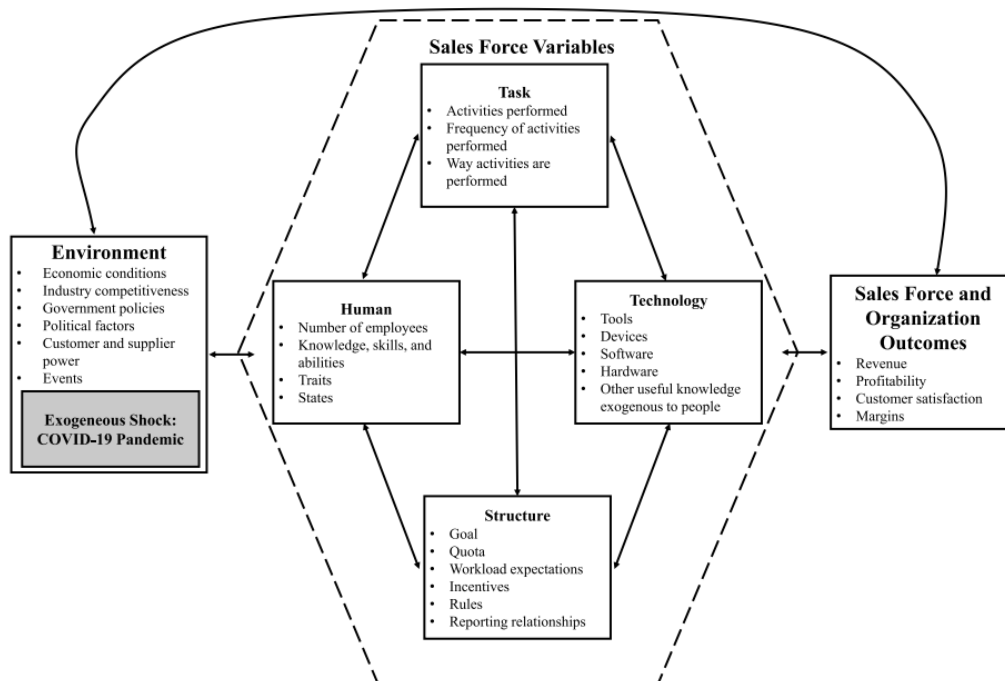 Sales Force Variables
Task
• Activities performed
• Frequency of activities
performed
• Way activities are
performed
Environment
• Economic conditions
• Industry competitiveness
• Government policies
• Political factors
• Customer and supplier
power
• Events
Exogeneous Shock:
COVID-19 Pandemic
Human
• Number of employees
• Knowledge, skills, and
abilities
• Traits
• States
Technology
• Tools
• Devices
• Software
• Hardware
• Other useful knowledge
exogenous to people
Sales Force and
Organization
Outcomes
• Revenue
• Profitability
• Customer satisfaction
• Margins
Structure
• Goal
• Quota
• Workload expectations
• Incentives
• Rules
• Reporting relationships